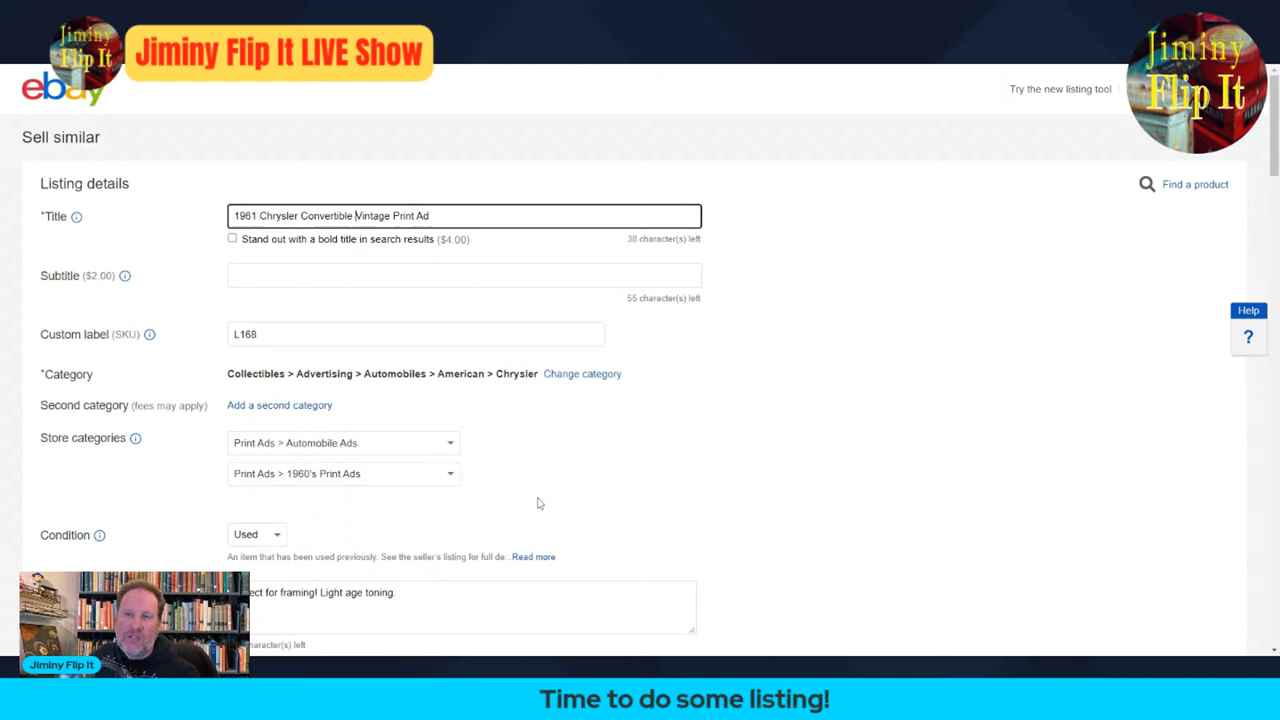 Jiminy Flip It
Jiminy Flip It LIVE Show
Jiminy Flip It
ebay
Try the new listing tool
Sell similar
Listing details
Find a product
*Title
1961 Chrysler Convertible Vintage Print Ad
Stand out with a bold title in search results ($4.00)
38 character(s) left
Subtitle ($2.00)
55 character(s) left
Help
?
Custom label (SKU)
L168
*Category
Collectibles > Advertising > Automobiles > American > Chrysler Change category
Second category (fees may apply)
Add a second category
Store categories
Print Ads > Automobile Ads
Print Ads > 1960's Print Ads
Condition
Used
An item that has been used previously. See the seller's listing for full de...Read more
ect for framing! Light age toning.
haracter(s) left
Jiminy Flip It
Time to do some listing!